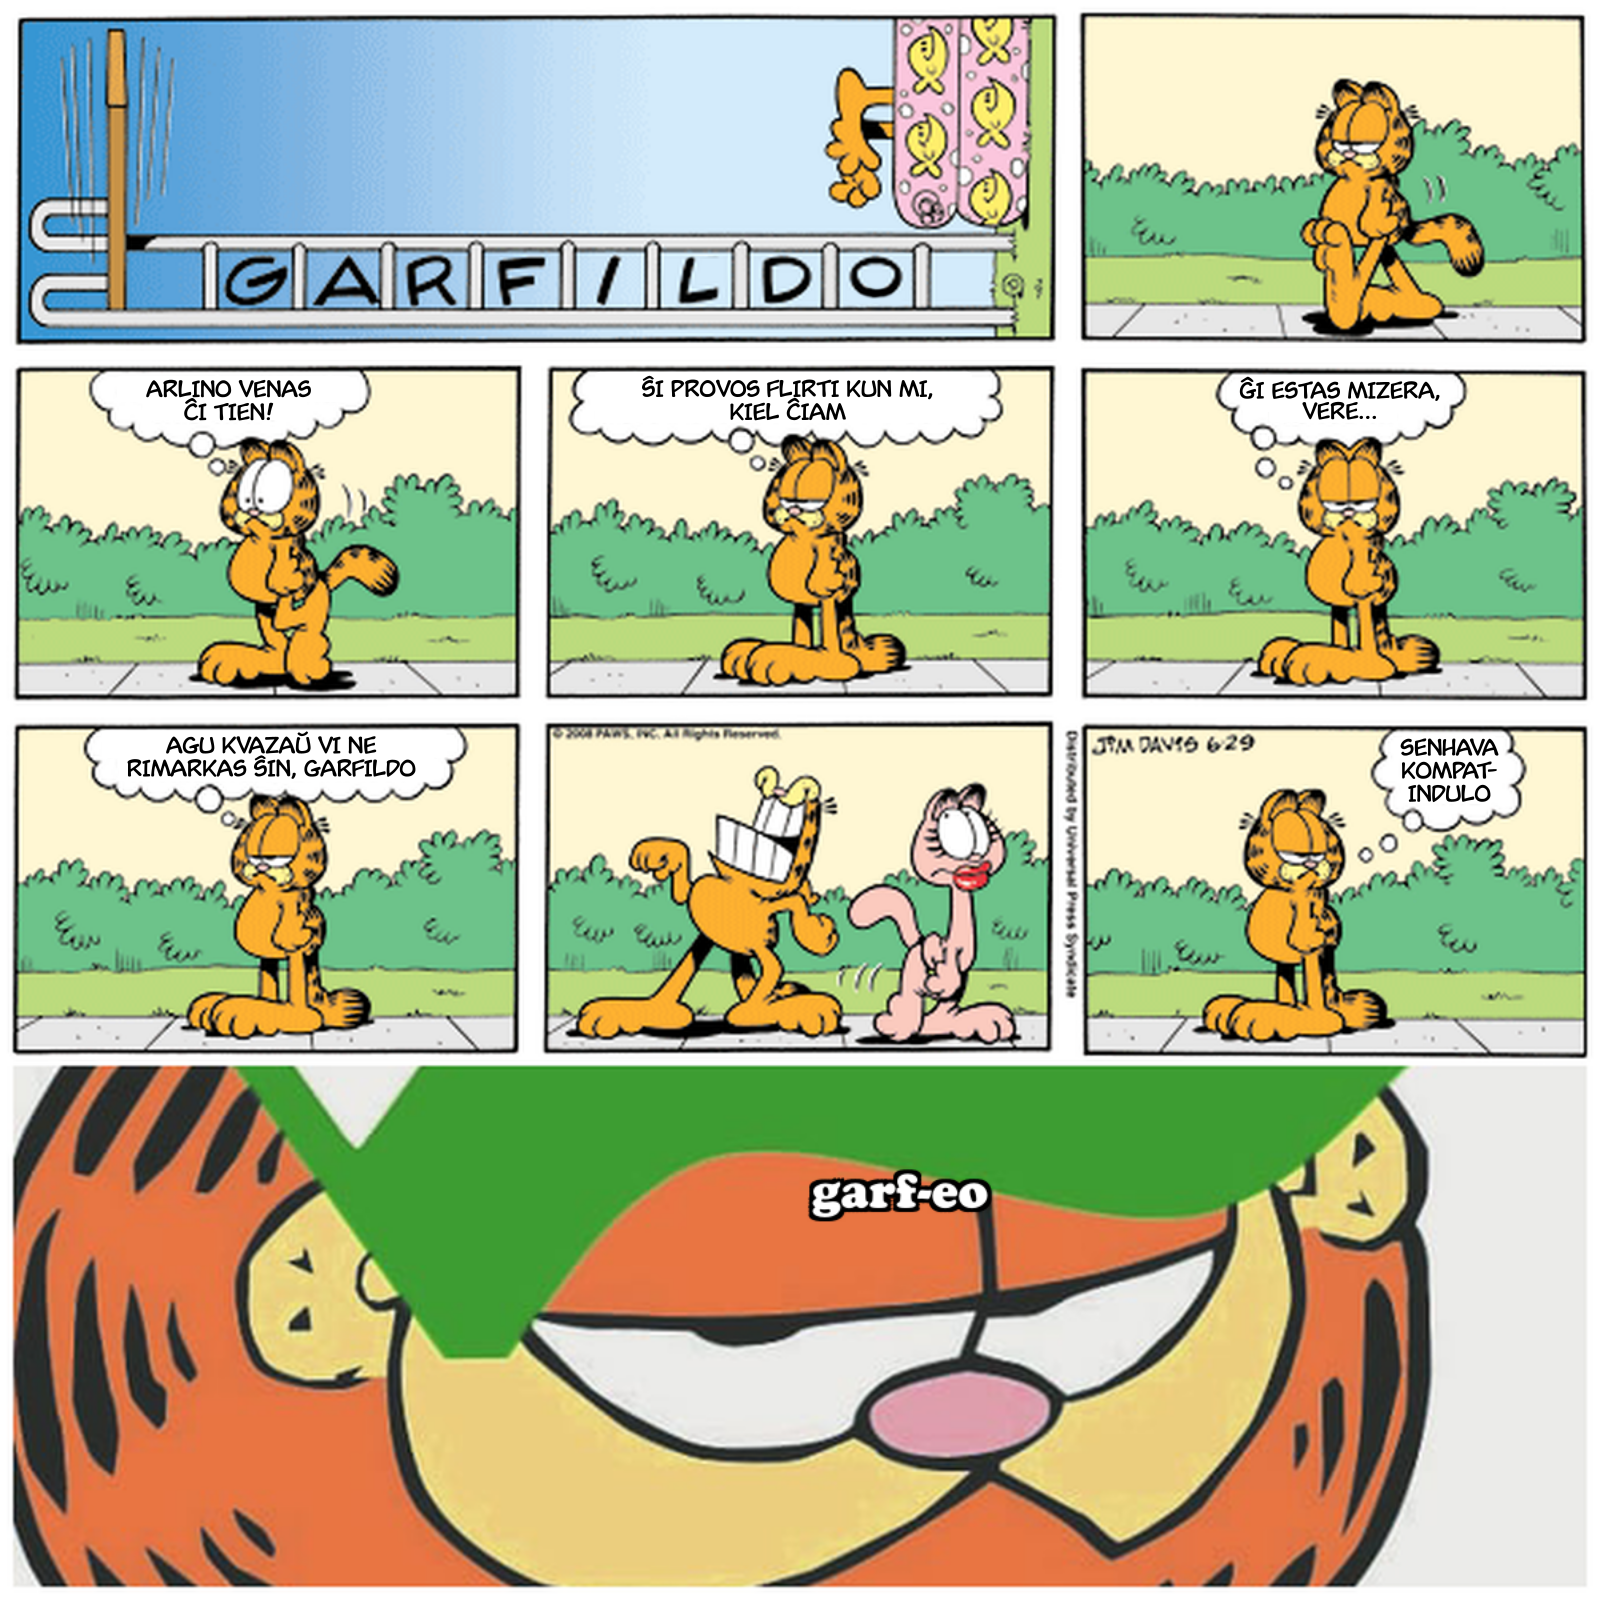 GARFILDO
ARLINO VENAS
ĈI TIEN!
ŜI PROVOS FLIRTI KUN MI,
KIEL ĈIAM
ĜI ESTAS MIZERA,
VERE...
AGU KVAZAŬ VI NE
RIMARKAS ŜIN, GARFILDO
© 2008 PAWS, INC. All Rights Reserved.
Distributed by Universal Press Syndicate
JIM DAVIS 6·29
SENHAVA
KOMPAT-
INDULO
garf-eo